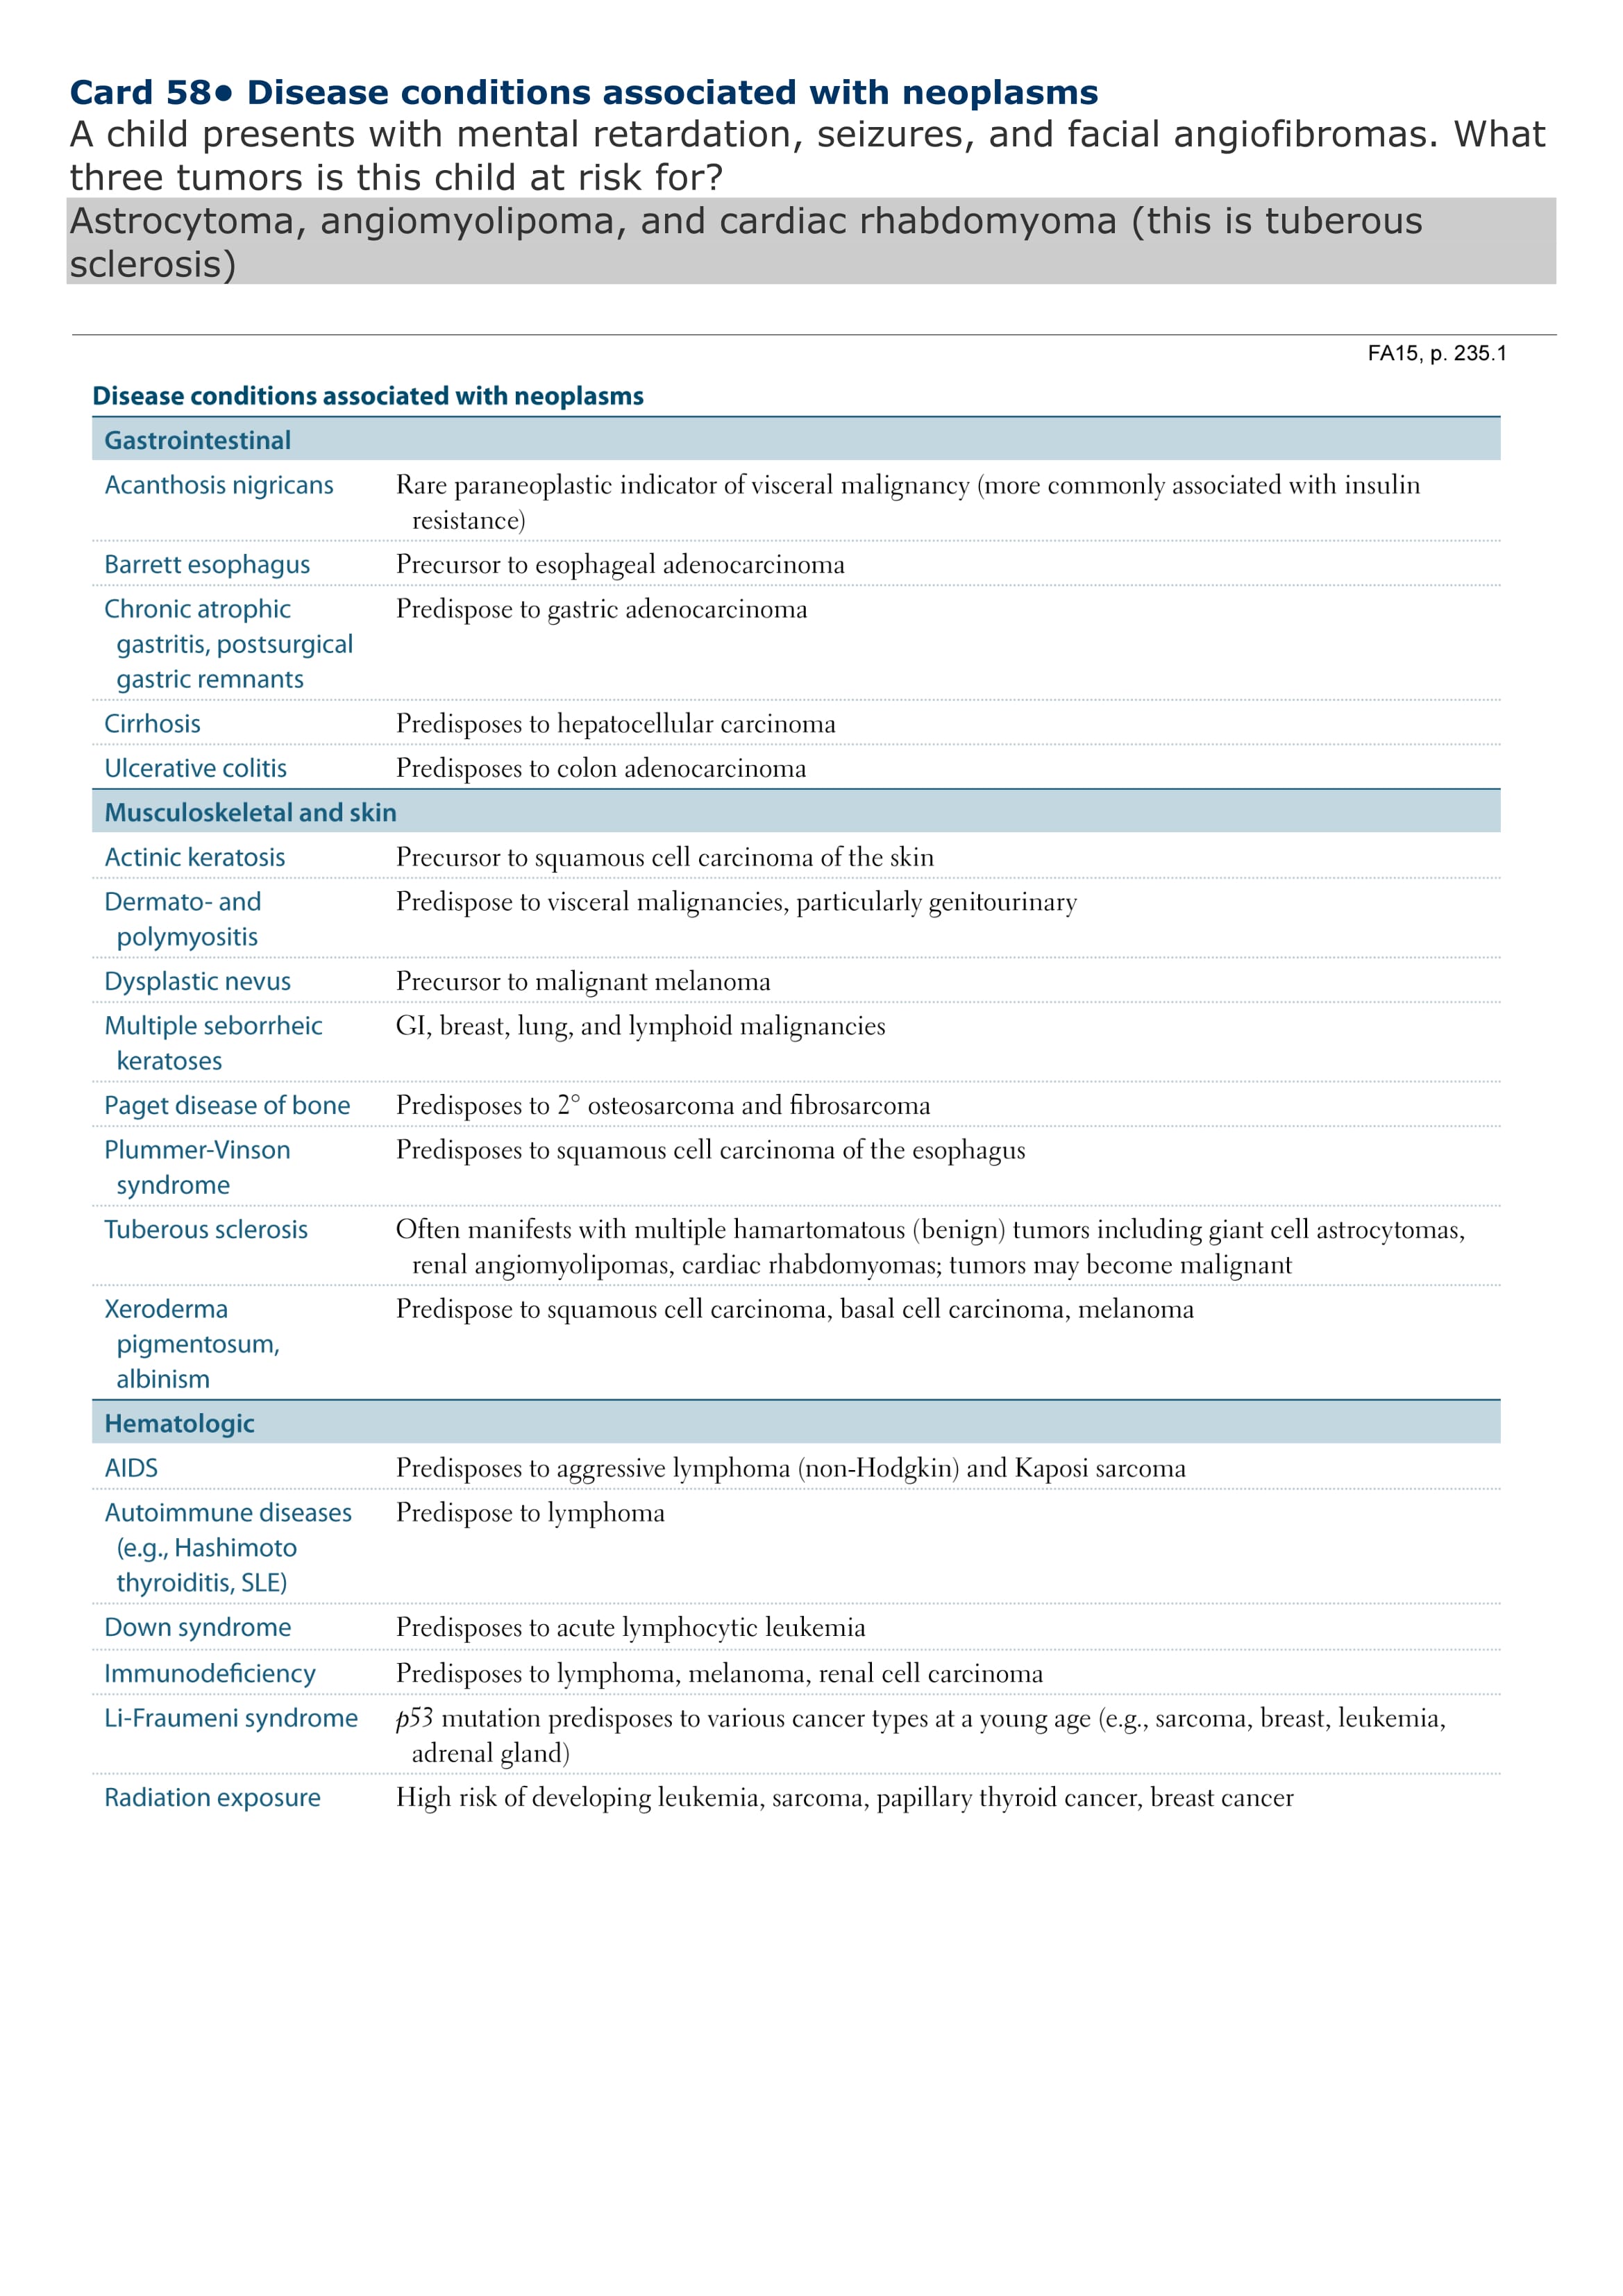 Card 58● Disease conditions associated with neoplasms
A child presents with mental retardation, seizures, and facial angiofibromas. What
three tumors is this child at risk for?
Astrocytoma, angiomyolipoma, and cardiac rhabdomyoma (this is tuberous
sclerosis)
FA15, p. 235.1
Disease conditions associated with neoplasms
Gastrointestinal
Acanthosis nigricans Rare paraneoplastic indicator of visceral malignancy (more commonly associated with insulin
resistance)
Barrett esophagus Precursor to esophageal adenocarcinoma
Chronic atrophic Predispose to gastric adenocarcinoma
gastritis, postsurgical
gastric remnants
Cirrhosis Predisposes to hepatocellular carcinoma
Ulcerative colitis Predisposes to colon adenocarcinoma
Musculoskeletal and skin
Actinic keratosis Precursor to squamous cell carcinoma of the skin
Dermato- and Predispose to visceral malignancies, particularly genitourinary
polymyositis
Dysplastic nevus Precursor to malignant melanoma
Multiple seborrheic GI, breast, lung, and lymphoid malignancies
keratoses
Paget disease of bone Predisposes to 2° osteosarcoma and fibrosarcoma
Plummer-Vinson Predisposes to squamous cell carcinoma of the esophagus
syndrome
Tuberous sclerosis Often manifests with multiple hamartomatous (benign) tumors including giant cell astrocytomas,
renal angiomyolipomas, cardiac rhabdomyomas; tumors may become malignant
Xeroderma Predispose to squamous cell carcinoma, basal cell carcinoma, melanoma
pigmentosum,
albinism
Hematologic
AIDS Predisposes to aggressive lymphoma (non-Hodgkin) and Kaposi sarcoma
Autoimmune diseases Predispose to lymphoma
(e.g., Hashimoto
thyroiditis, SLE)
Down syndrome Predisposes to acute lymphocytic leukemia
Immunodeficiency Predisposes to lymphoma, melanoma, renal cell carcinoma
Li-Fraumeni syndrome p53 mutation predisposes to various cancer types at a young age (e.g., sarcoma, breast, leukemia,
adrenal gland)
Radiation exposure High risk of developing leukemia, sarcoma, papillary thyroid cancer, breast cancer